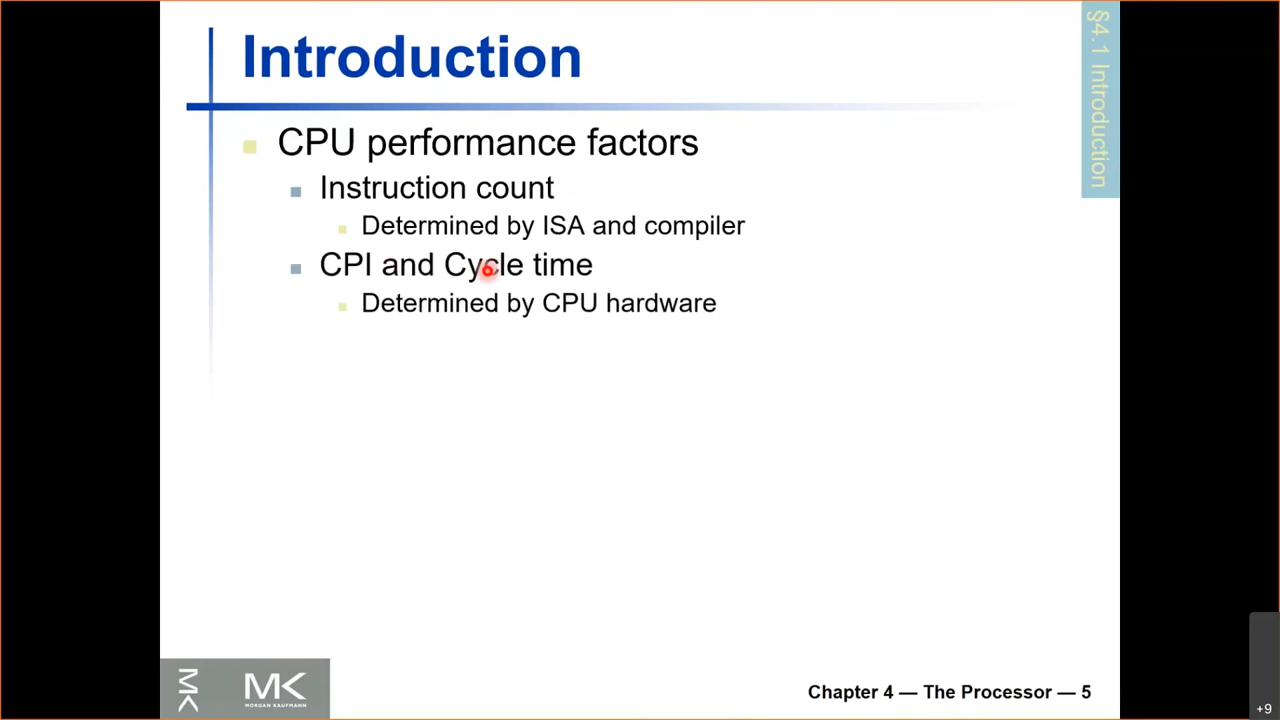 Introduction
§4.1 Introduction
CPU performance factors
Instruction count
Determined by ISA and compiler
CPI and Cycle time
Determined by CPU hardware
MK
MK
MORGAN KAUFMANN
Chapter 4 — The Processor — 5
+9